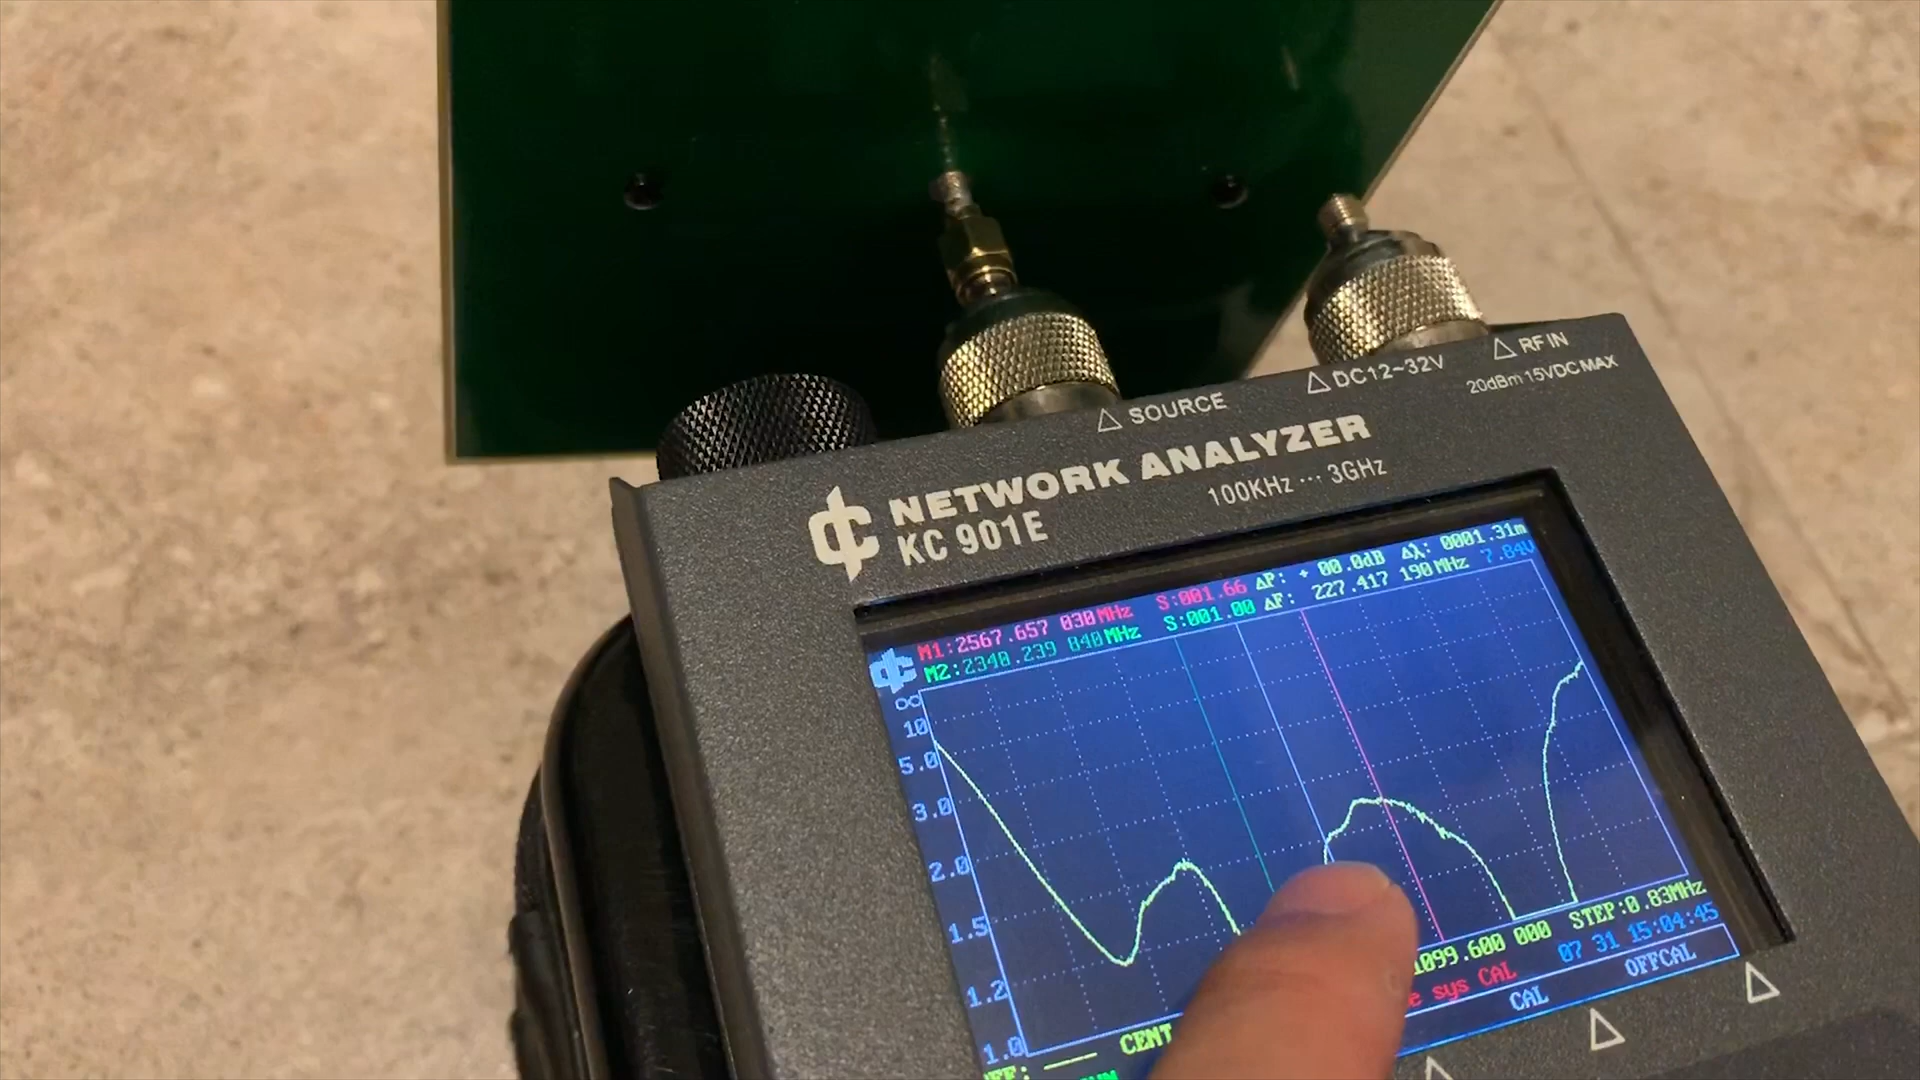 △ RF IN
△ DC12~32V
20dBm 15VDC MAX
△ SOURCE
NETWORK ANALYZER
KC 901E
100KHz ··· 3GHz
M1:2567.657 030MHz S:001.66 ΔP: + 00.0dB Δλ: 0001.31m
M2:2340.239 840MHz S:001.00 ΔF: 227.417 190MHz 7.84V
∞
10
5.0
3.0
2.0
1.5
1.2
1.0
CENT
1099.600 000
STEP:0.83MHz
sys CAL
07 31 15:04:45
CAL
OFFCAL